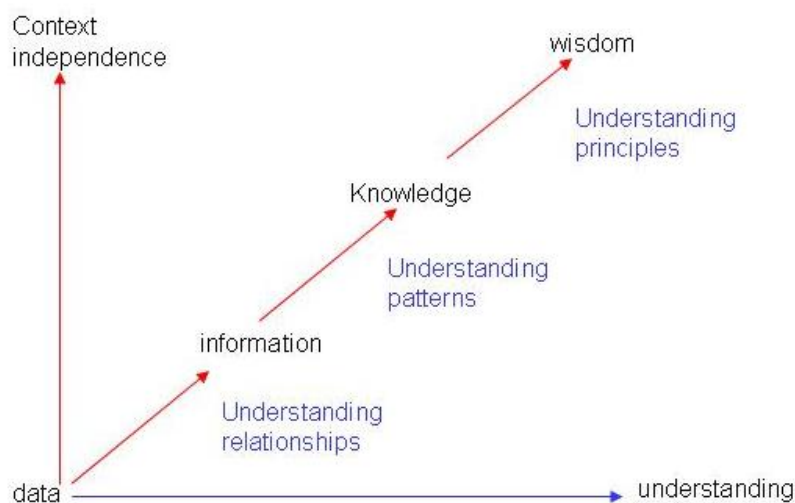 Context
independence
wisdom
Understanding
principles
Knowledge
Understanding
patterns
information
Understanding
relationships
data
understanding